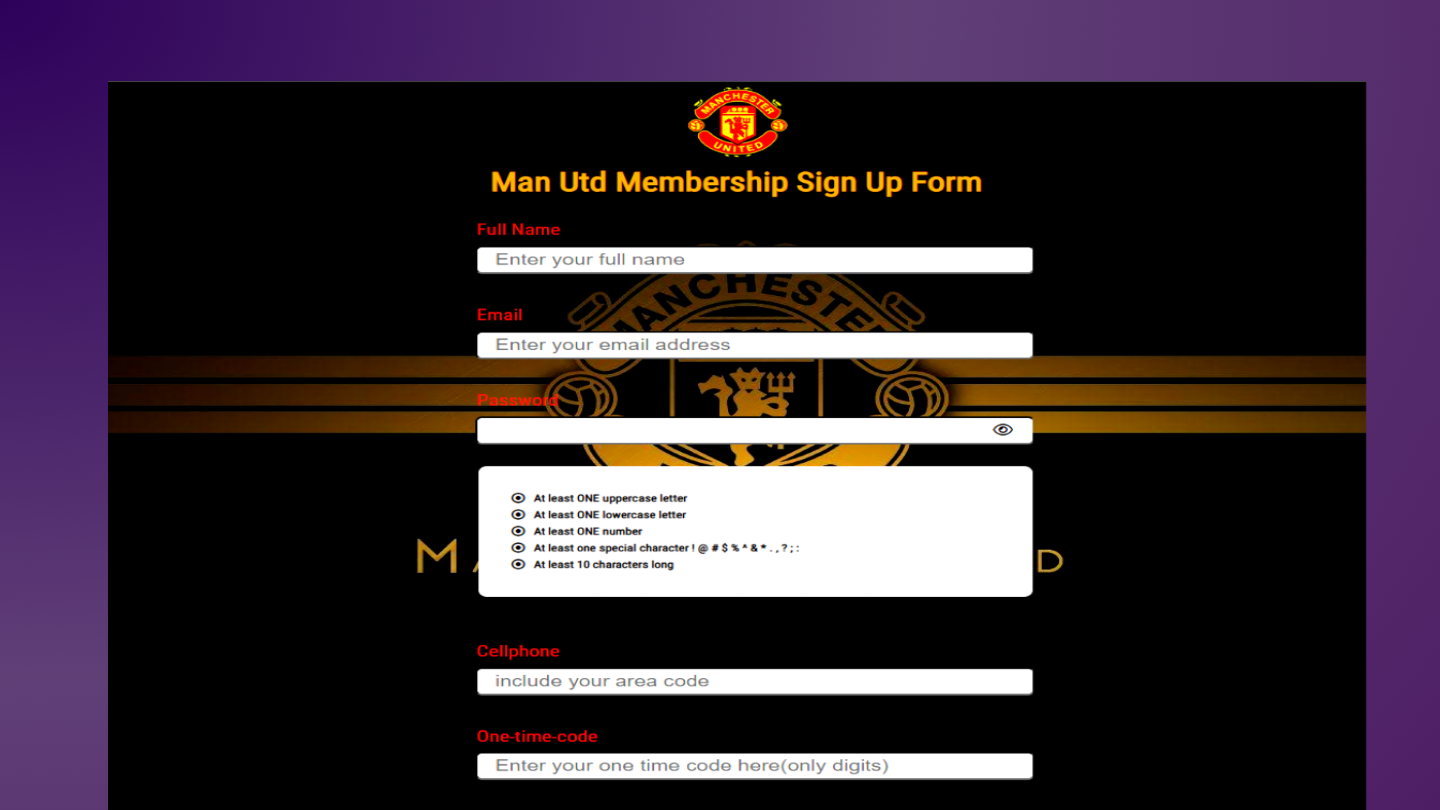 MANCHESTER
UNITED
Man Utd Membership Sign Up Form
Full Name
Enter your full name
MANCHESTER
Email
Enter your email address
Password
At least ONE uppercase letter
At least ONE lowercase letter
At least ONE number
At least one special character ! @ # $ % ^ & * . , ? ; :
At least 10 characters long
M
D
Cellphone
include your area code
One-time-code
Enter your one time code here(only digits)